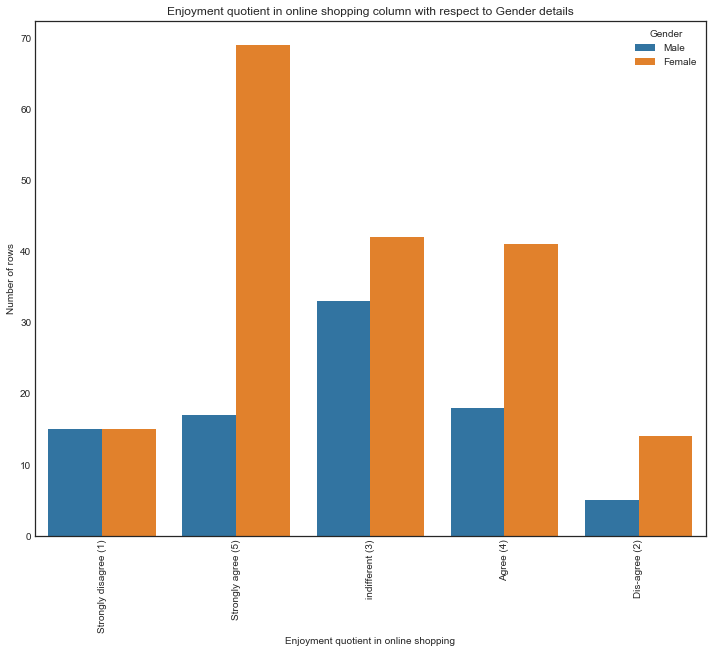 Enjoyment quotient in online shopping column with respect to Gender details
Gender
Male
Female
Number of rows
70
60
50
40
30
20
10
0
Strongly disagree (1)
Strongly agree (5)
indifferent (3)
Agree (4)
Dis-agree (2)
Enjoyment quotient in online shopping